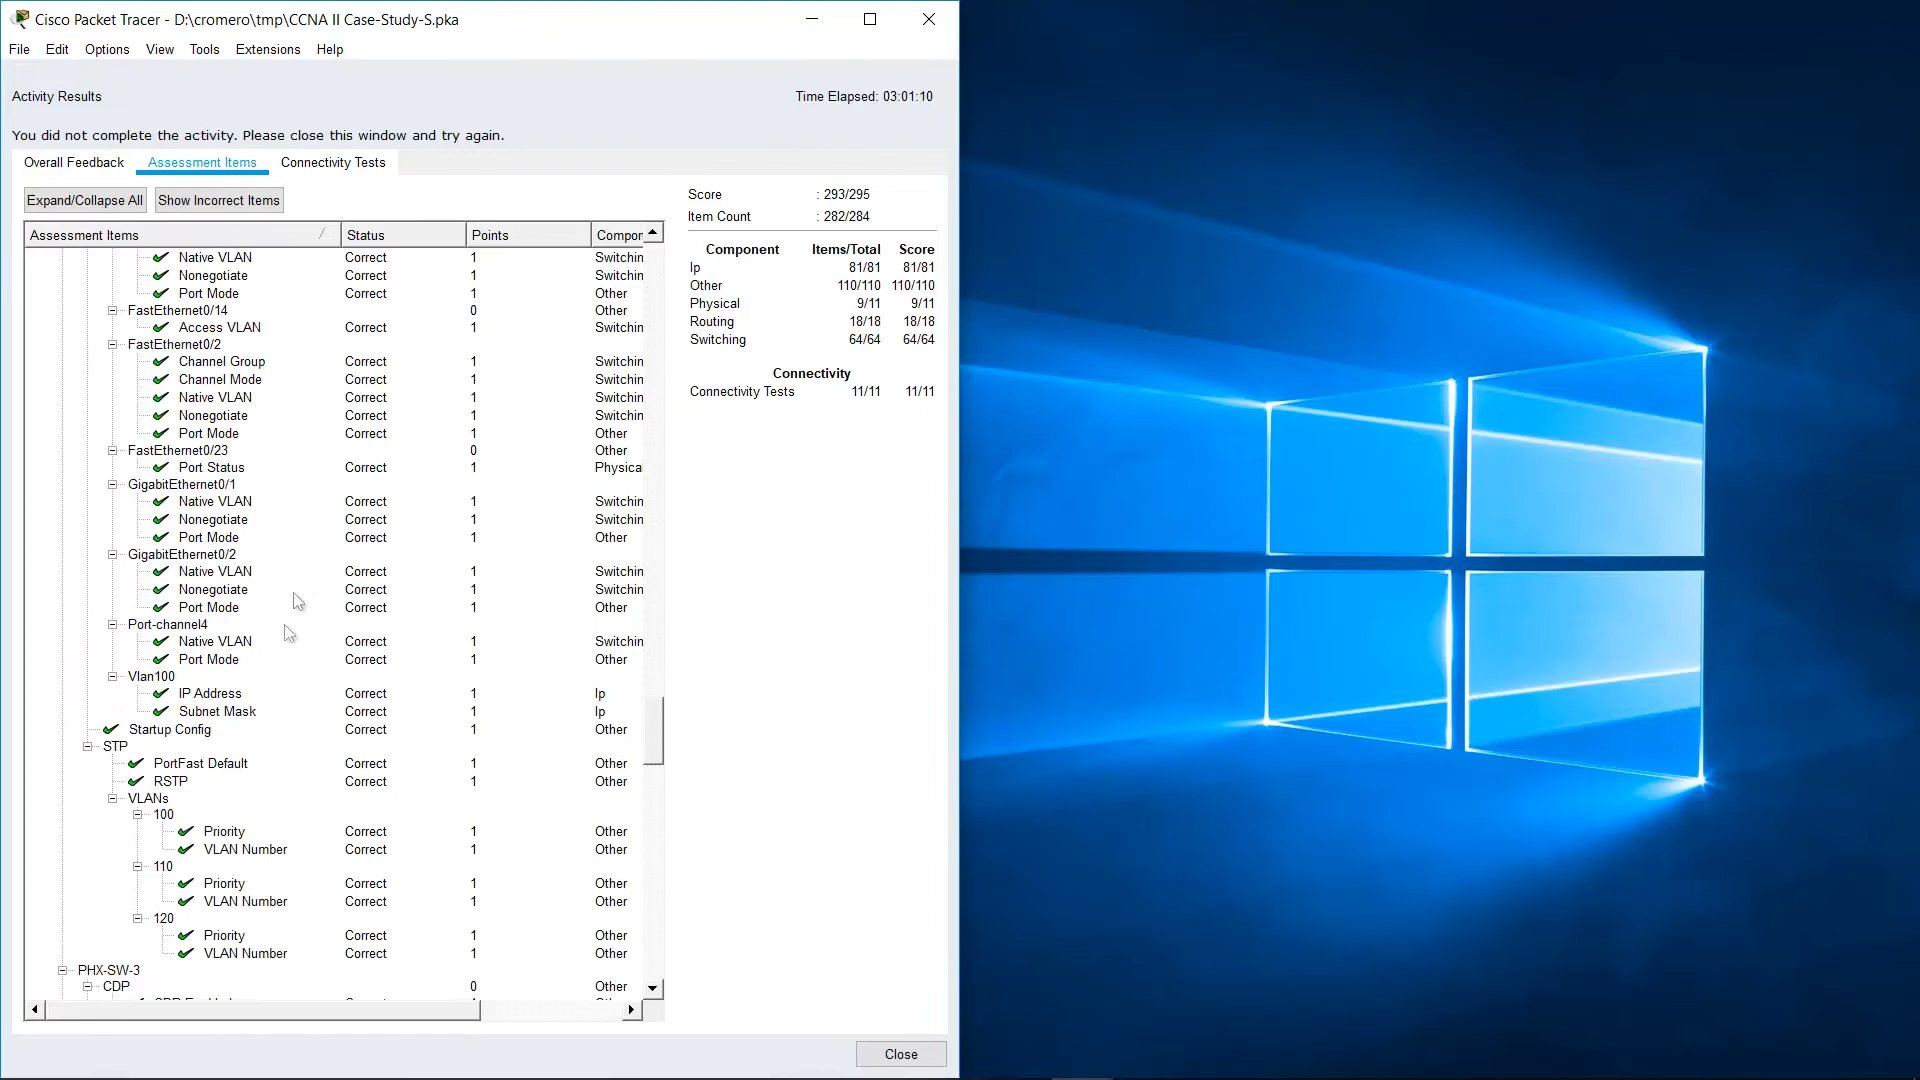 Cisco Packet Tracer - D:\cromero\tmp\CCNA II Case-Study-S.pka
File Edit Options View Tools Extensions Help
Activity Results Time Elapsed: 03:01:10
You did not complete the activity. Please close this window and try again.
Overall Feedback Assessment Items Connectivity Tests
Expand/Collapse All Show Incorrect Items
Assessment Items Status Points Compor
Native VLAN Correct 1 Switchin
Nonegotiate Correct 1 Switchin
Port Mode Correct 1 Other
FastEthernet0/14 0 Other
Access VLAN Correct 1 Switchin
FastEthernet0/2
Channel Group Correct 1 Switchin
Channel Mode Correct 1 Switchin
Native VLAN Correct 1 Switchin
Nonegotiate Correct 1 Switchin
Port Mode Correct 1 Other
FastEthernet0/23 0 Other
Port Status Correct 1 Physica
GigabitEthernet0/1
Native VLAN Correct 1 Switchin
Nonegotiate Correct 1 Switchin
Port Mode Correct 1 Other
GigabitEthernet0/2
Native VLAN Correct 1 Switchin
Nonegotiate Correct 1 Switchin
Port Mode Correct 1 Other
Port-channel4
Native VLAN Correct 1 Switchin
Port Mode Correct 1 Other
Vlan100
IP Address Correct 1 Ip
Subnet Mask Correct 1 Ip
Startup Config Correct 1 Other
STP
PortFast Default Correct 1 Other
RSTP Correct 1 Other
VLANs
100
Priority Correct 1 Other
VLAN Number Correct 1 Other
110
Priority Correct 1 Other
VLAN Number Correct 1 Other
120
Priority Correct 1 Other
VLAN Number Correct 1 Other
PHX-SW-3
CDP 0 Other
Score : 293/295
Item Count : 282/284
Component Items/Total Score
Ip 81/81 81/81
Other 110/110 110/110
Physical 9/11 9/11
Routing 18/18 18/18
Switching 64/64 64/64
Connectivity
Connectivity Tests 11/11 11/11
Close